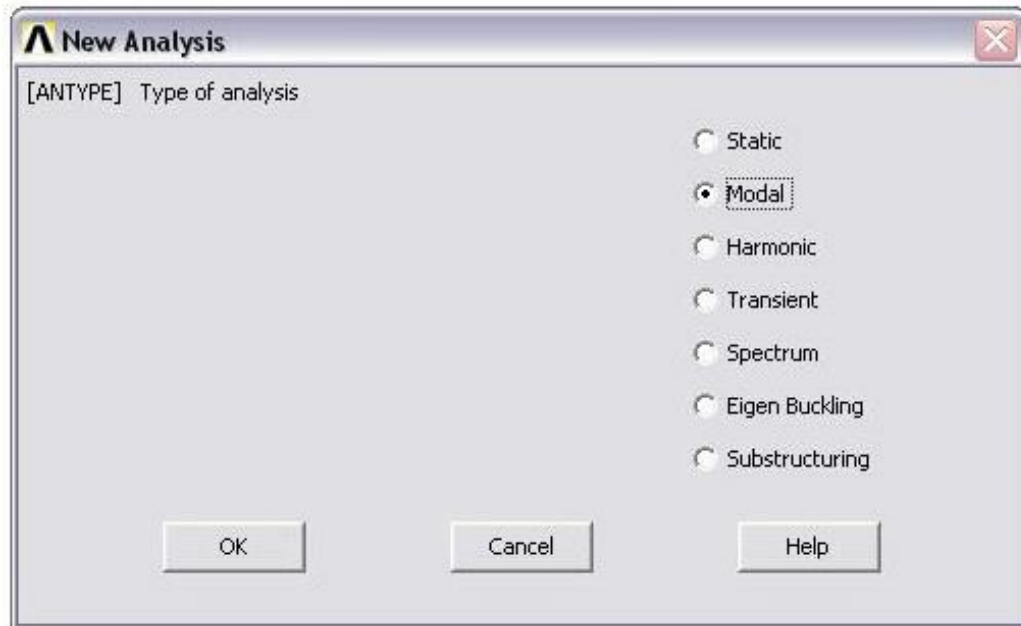 New Analysis
[ANTYPE] Type of analysis
Static
Modal
Harmonic
Transient
Spectrum
Eigen Buckling
Substructuring
OK Cancel Help